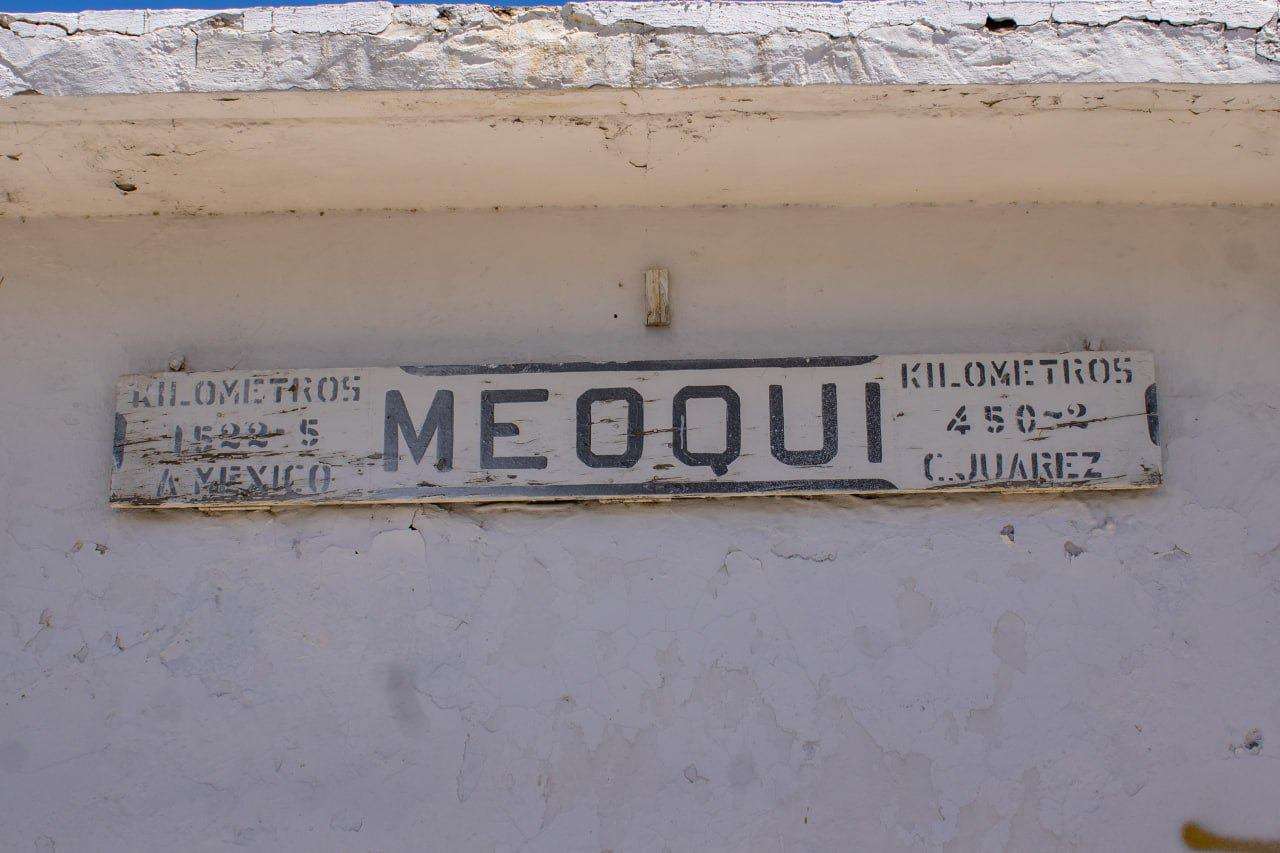 KILOMETROS
1522-5
A MEXICO
MEOQUI
KILOMETROS
450-2
C.JUAREZ